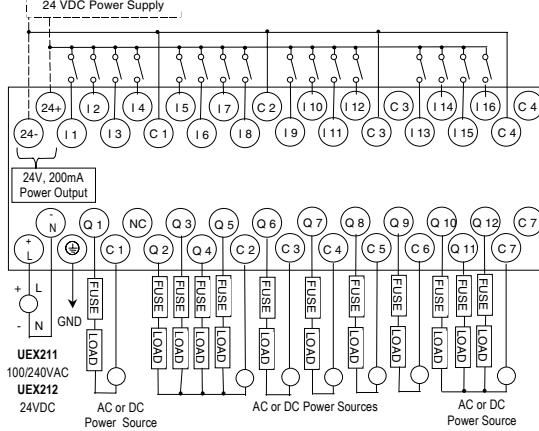 24 VDC Power Supply
24+ I 2 I 4 I 5 I 7 C 2 I 10 I 12 C 3 I 14 I 16 C 4
24- I 1 I 3 C 1 I 6 I 8 I 9 I 11 C 3 I 13 I 15 C 4
24V, 200mA
Power Output
- N Q 1 NC Q 3 Q 5 Q 6 Q 7 Q 8 Q 9 Q 10 Q 12 C 7
+ L C 1 Q 2 Q 4 C 2 C 3 C 4 C 5 C 6 Q 11 C 7
+ L
- N
GND
FUSE FUSE FUSE FUSE FUSE FUSE FUSE FUSE FUSE FUSE FUSE FUSE
LOAD LOAD LOAD LOAD LOAD LOAD LOAD LOAD LOAD LOAD LOAD LOAD
UEX211
100/240VAC
UEX212
24VDC
AC or DC
Power Source
AC or DC Power Sources
AC or DC
Power Source